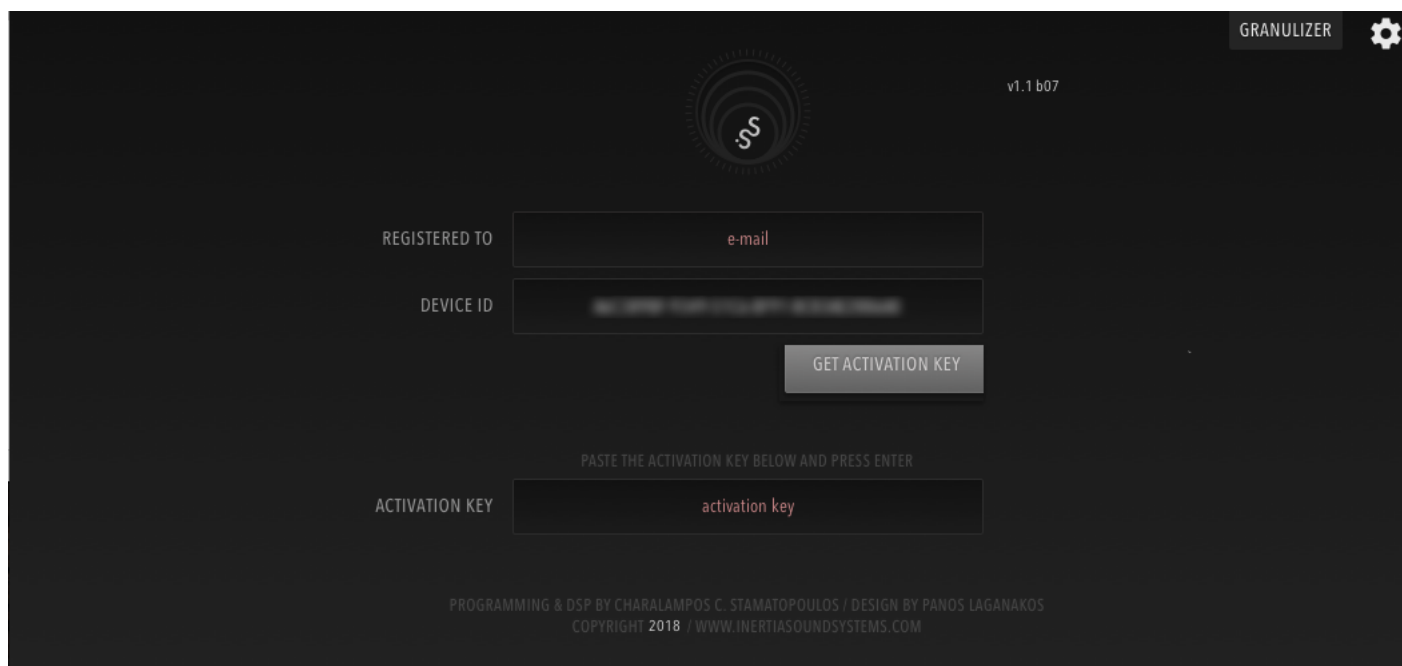 GRANULIZER
v1.1 b07
REGISTERED TO
e-mail
DEVICE ID
GET ACTIVATION KEY
PASTE THE ACTIVATION KEY BELOW AND PRESS ENTER
ACTIVATION KEY
activation key
PROGRAMMING & DSP BY CHARALAMPOS C. STAMATOPOULOS / DESIGN BY PANOS LAGANAKOS
COPYRIGHT 2018 / WWW.INERTIASOUNDSYSTEMS.COM